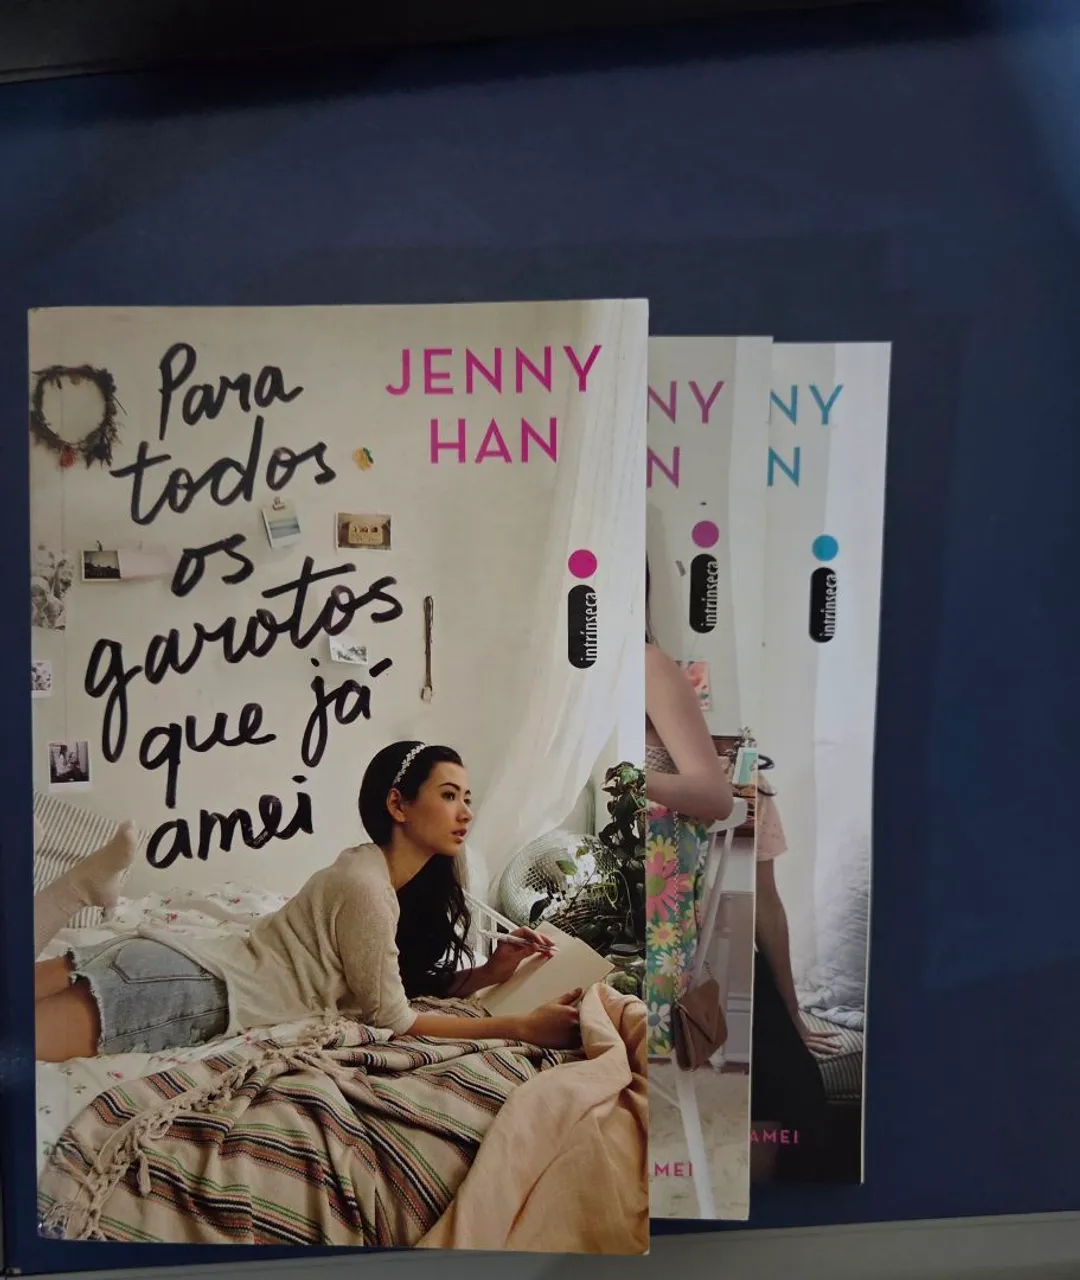 Para
todos
os
garotos
que já
amei
JENNY
HAN
intrínseca
NY
N
intrínseca
MEI
NY
N
intrínseca
AMEI